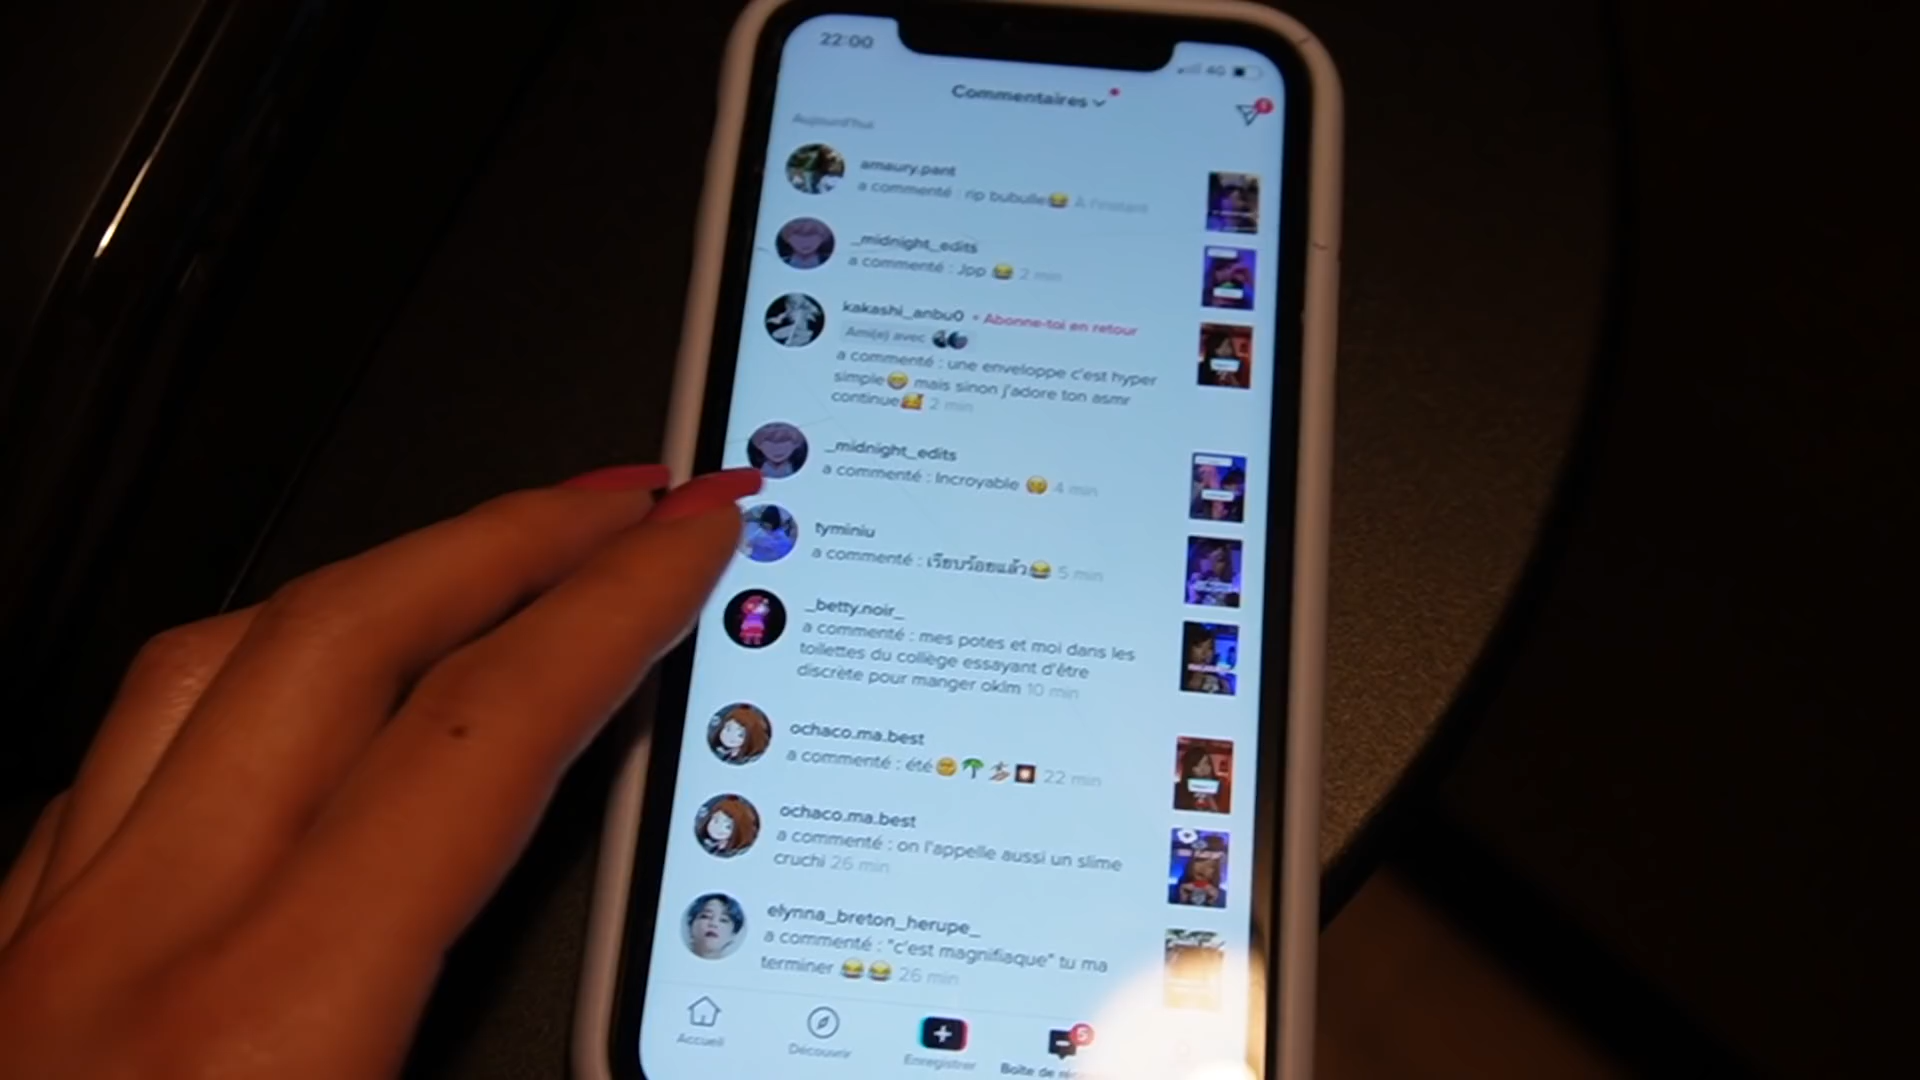 22:00
4G
Commentaires
1
Aujourd'hui
amaury.pant
a commenté : rip bubulle😂 À l'instant
_midnight_edits
a commenté : Jpp 😂 2 min
kakashi_anbu0 • Abonne-toi en retour
Ami(e) avec
a commenté : une enveloppe c'est hyper
simple😁 mais sinon j'adore ton asmr
continue🥰 2 min
_midnight_edits
a commenté : Incroyable 🤣 4 min
tyminiu
a commenté : เรียบร้อยแล้ว😂 5 min
_betty.noir_
a commenté : mes potes et moi dans les
toilettes du collège essayant d'être
discrète pour manger oklm 10 min
ochaco.ma.best
a commenté : été😊🌴🏄🎇 22 min
ochaco.ma.best
a commenté : on l'appelle aussi un slime
cruchi 26 min
elynna_breton_herupe_
a commenté : "c'est magnifiaque" tu ma
terminer 😂😂 26 min
Accueil
Découvrir
Enregistrer
5
Boîte de